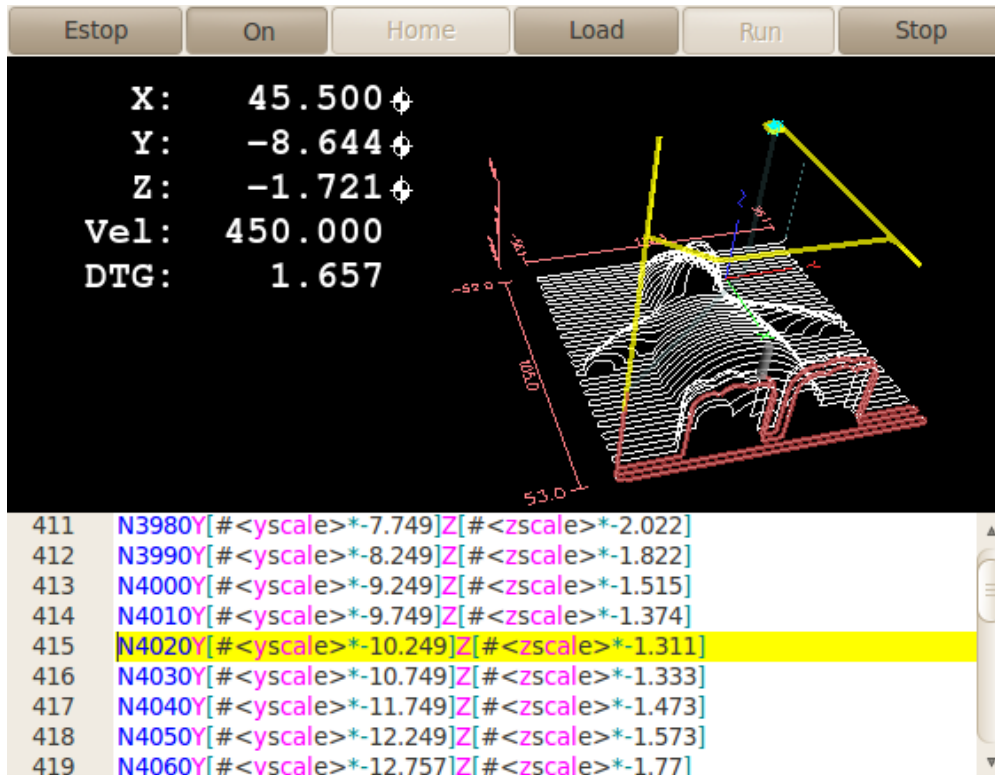 Estop On Home Load Run Stop
X: 45.500
Y: -8.644
Z: -1.721
Vel: 450.000
DTG: 1.657
-52.0
105.0
53.0
411 N3980Y[#<yscale>*-7.749]Z[#<zscale>*-2.022]
412 N3990Y[#<yscale>*-8.249]Z[#<zscale>*-1.822]
413 N4000Y[#<yscale>*-9.249]Z[#<zscale>*-1.515]
414 N4010Y[#<yscale>*-9.749]Z[#<zscale>*-1.374]
415 N4020Y[#<yscale>*-10.249]Z[#<zscale>*-1.311]
416 N4030Y[#<yscale>*-10.749]Z[#<zscale>*-1.333]
417 N4040Y[#<yscale>*-11.749]Z[#<zscale>*-1.473]
418 N4050Y[#<yscale>*-12.249]Z[#<zscale>*-1.573]
419 N4060Y[#<yscale>*-12.757]Z[#<zscale>*-1.77]